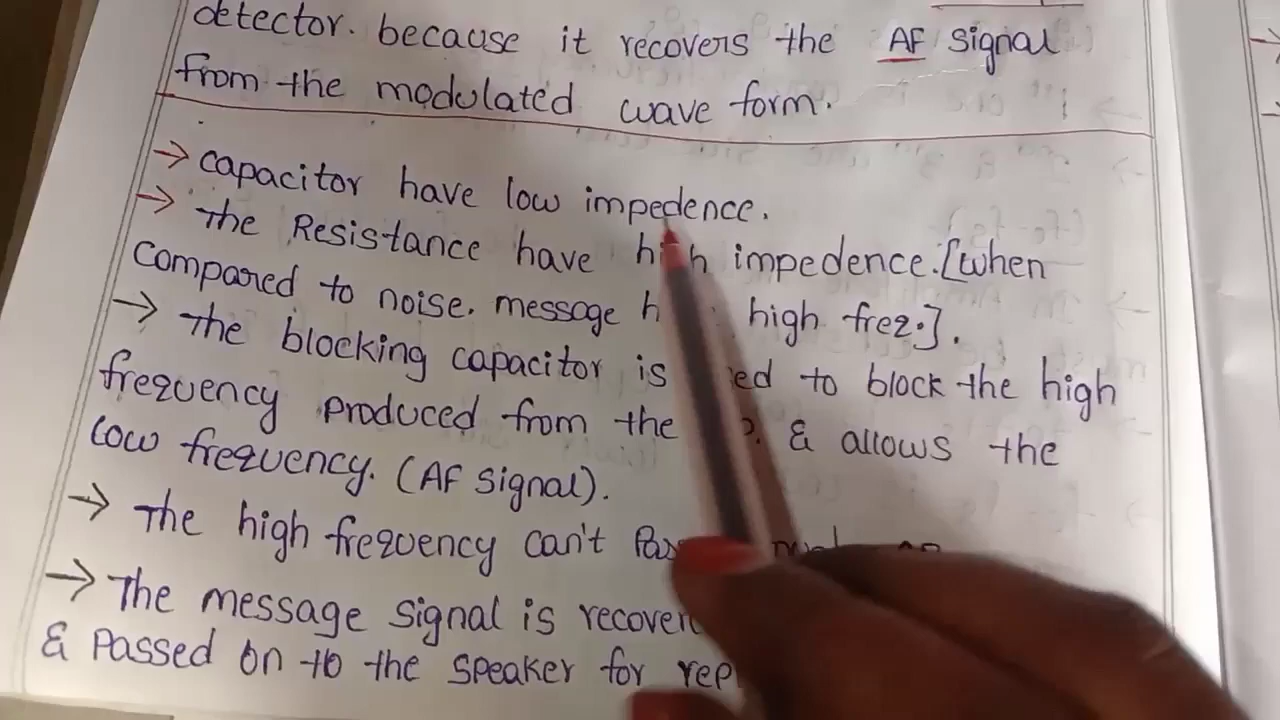 detector. because it recovers the AF signal
from the modulated wave form.
→ capacitor have low impedence.
→ The Resistance have impedence. [when
compared to noise. message high freq.].
→ The blocking capacitor is to block the high
frequency produced from the & allows the
low frequency. (AF signal).
→ The high frequency can't
→ The message signal is
& Passed on to the speaker for